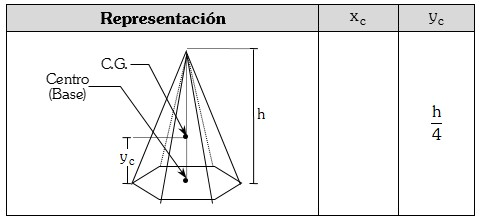 Representación x_c y_c
C.G.
Centro
(Base)
h
y_c
h
4